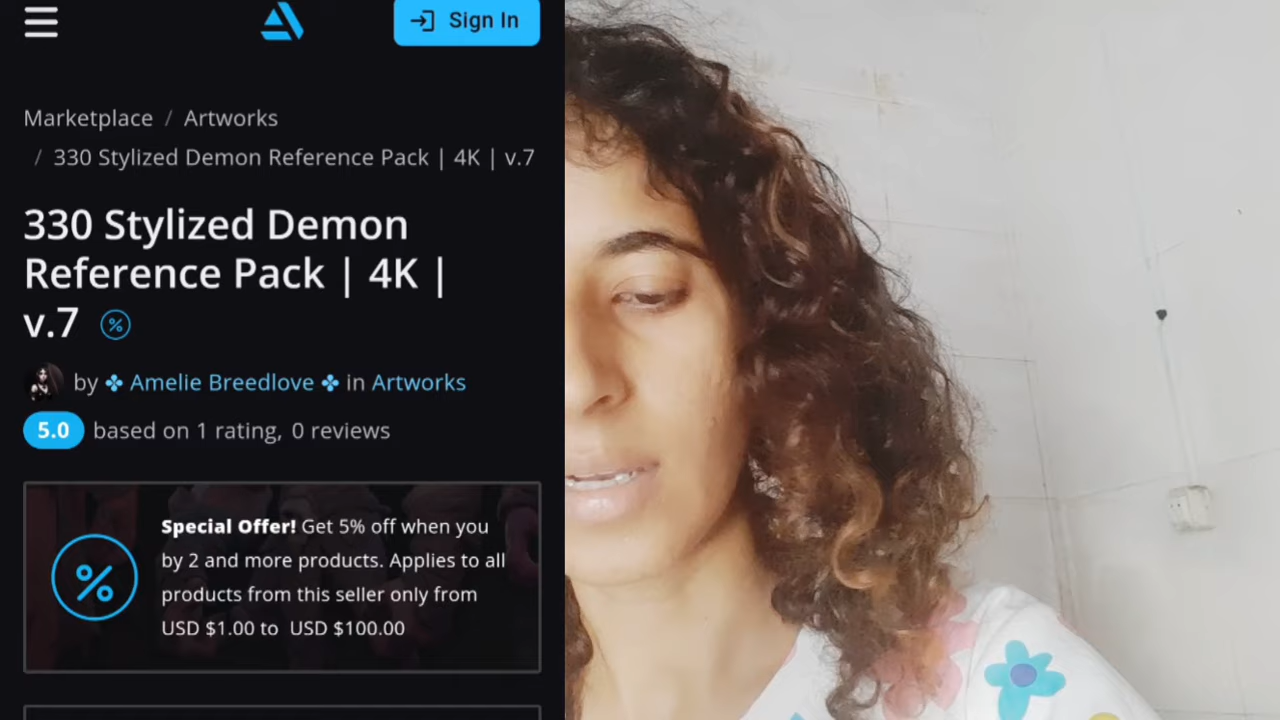 Sign In
Marketplace / Artworks
/ 330 Stylized Demon Reference Pack | 4K | v.7
330 Stylized Demon
Reference Pack | 4K |
v.7 %
by Amelie Breedlove in Artworks
5.0 based on 1 rating, 0 reviews
Special Offer! Get 5% off when you
by 2 and more products. Applies to all
products from this seller only from
USD $1.00 to USD $100.00
%